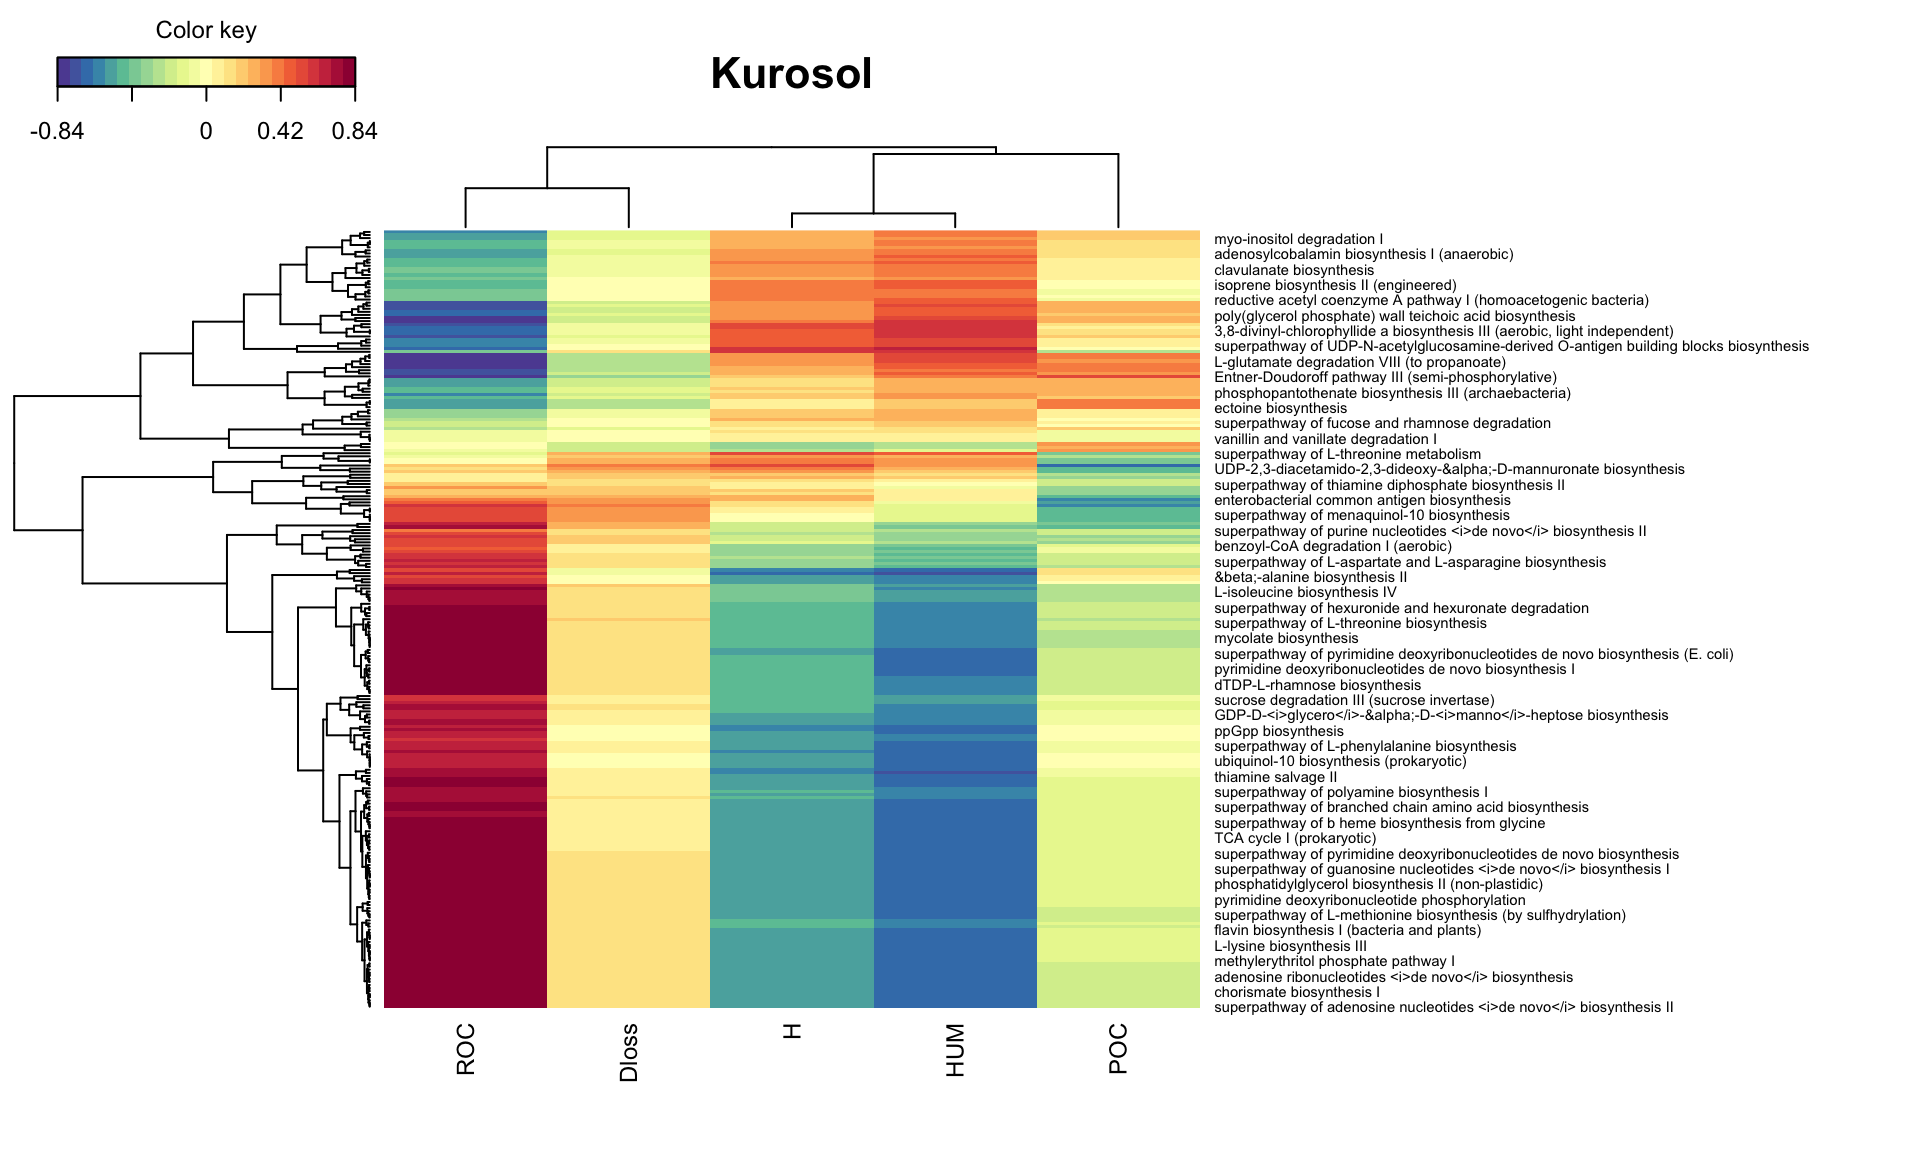 Color key
Kurosol
-0.84 0 0.42 0.84
myo-inositol degradation I
adenosylcobalamin biosynthesis I (anaerobic)
clavulanate biosynthesis
isoprene biosynthesis II (engineered)
reductive acetyl coenzyme A pathway I (homoacetogenic bacteria)
poly(glycerol phosphate) wall teichoic acid biosynthesis
3,8-divinyl-chlorophyllide a biosynthesis III (aerobic, light independent)
superpathway of UDP-N-acetylglucosamine-derived O-antigen building blocks biosynthesis
L-glutamate degradation VIII (to propanoate)
Entner-Doudoroff pathway III (semi-phosphorylative)
phosphopantothenate biosynthesis III (archaebacteria)
ectoine biosynthesis
superpathway of fucose and rhamnose degradation
vanillin and vanillate degradation I
superpathway of L-threonine metabolism
UDP-2,3-diacetamido-2,3-dideoxy-&alpha;-D-mannuronate biosynthesis
superpathway of thiamine diphosphate biosynthesis II
enterobacterial common antigen biosynthesis
superpathway of menaquinol-10 biosynthesis
superpathway of purine nucleotides <i>de novo</i> biosynthesis II
benzoyl-CoA degradation I (aerobic)
superpathway of L-aspartate and L-asparagine biosynthesis
&beta;-alanine biosynthesis II
L-isoleucine biosynthesis IV
superpathway of hexuronide and hexuronate degradation
superpathway of L-threonine biosynthesis
mycolate biosynthesis
superpathway of pyrimidine deoxyribonucleotides de novo biosynthesis (E. coli)
pyrimidine deoxyribonucleotides de novo biosynthesis I
dTDP-L-rhamnose biosynthesis
sucrose degradation III (sucrose invertase)
GDP-D-<i>glycero</i>-&alpha;-D-<i>manno</i>-heptose biosynthesis
ppGpp biosynthesis
superpathway of L-phenylalanine biosynthesis
ubiquinol-10 biosynthesis (prokaryotic)
thiamine salvage II
superpathway of polyamine biosynthesis I
superpathway of branched chain amino acid biosynthesis
superpathway of b heme biosynthesis from glycine
TCA cycle I (prokaryotic)
superpathway of pyrimidine deoxyribonucleotides de novo biosynthesis
superpathway of guanosine nucleotides <i>de novo</i> biosynthesis I
phosphatidylglycerol biosynthesis II (non-plastidic)
pyrimidine deoxyribonucleotide phosphorylation
superpathway of L-methionine biosynthesis (by sulfhydrylation)
flavin biosynthesis I (bacteria and plants)
L-lysine biosynthesis III
methylerythritol phosphate pathway I
adenosine ribonucleotides <i>de novo</i> biosynthesis
chorismate biosynthesis I
superpathway of adenosine nucleotides <i>de novo</i> biosynthesis II
ROC
Dloss
H
HUM
POC